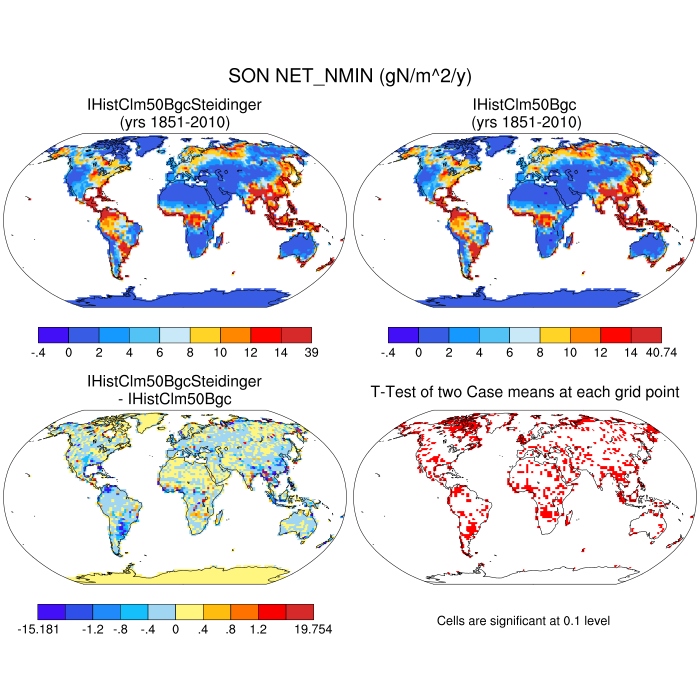 SON NET_NMIN (gN/m^2/y)
IHistClm50BgcSteidinger
(yrs 1851-2010)
IHistClm50Bgc
(yrs 1851-2010)
-.4 0 2 4 6 8 10 12 14 39
-.4 0 2 4 6 8 10 12 14 40.74
IHistClm50BgcSteidinger
- IHistClm50Bgc
T-Test of two Case means at each grid point
-15.181 -1.2 -.8 -.4 0 .4 .8 1.2 19.754
Cells are significant at 0.1 level